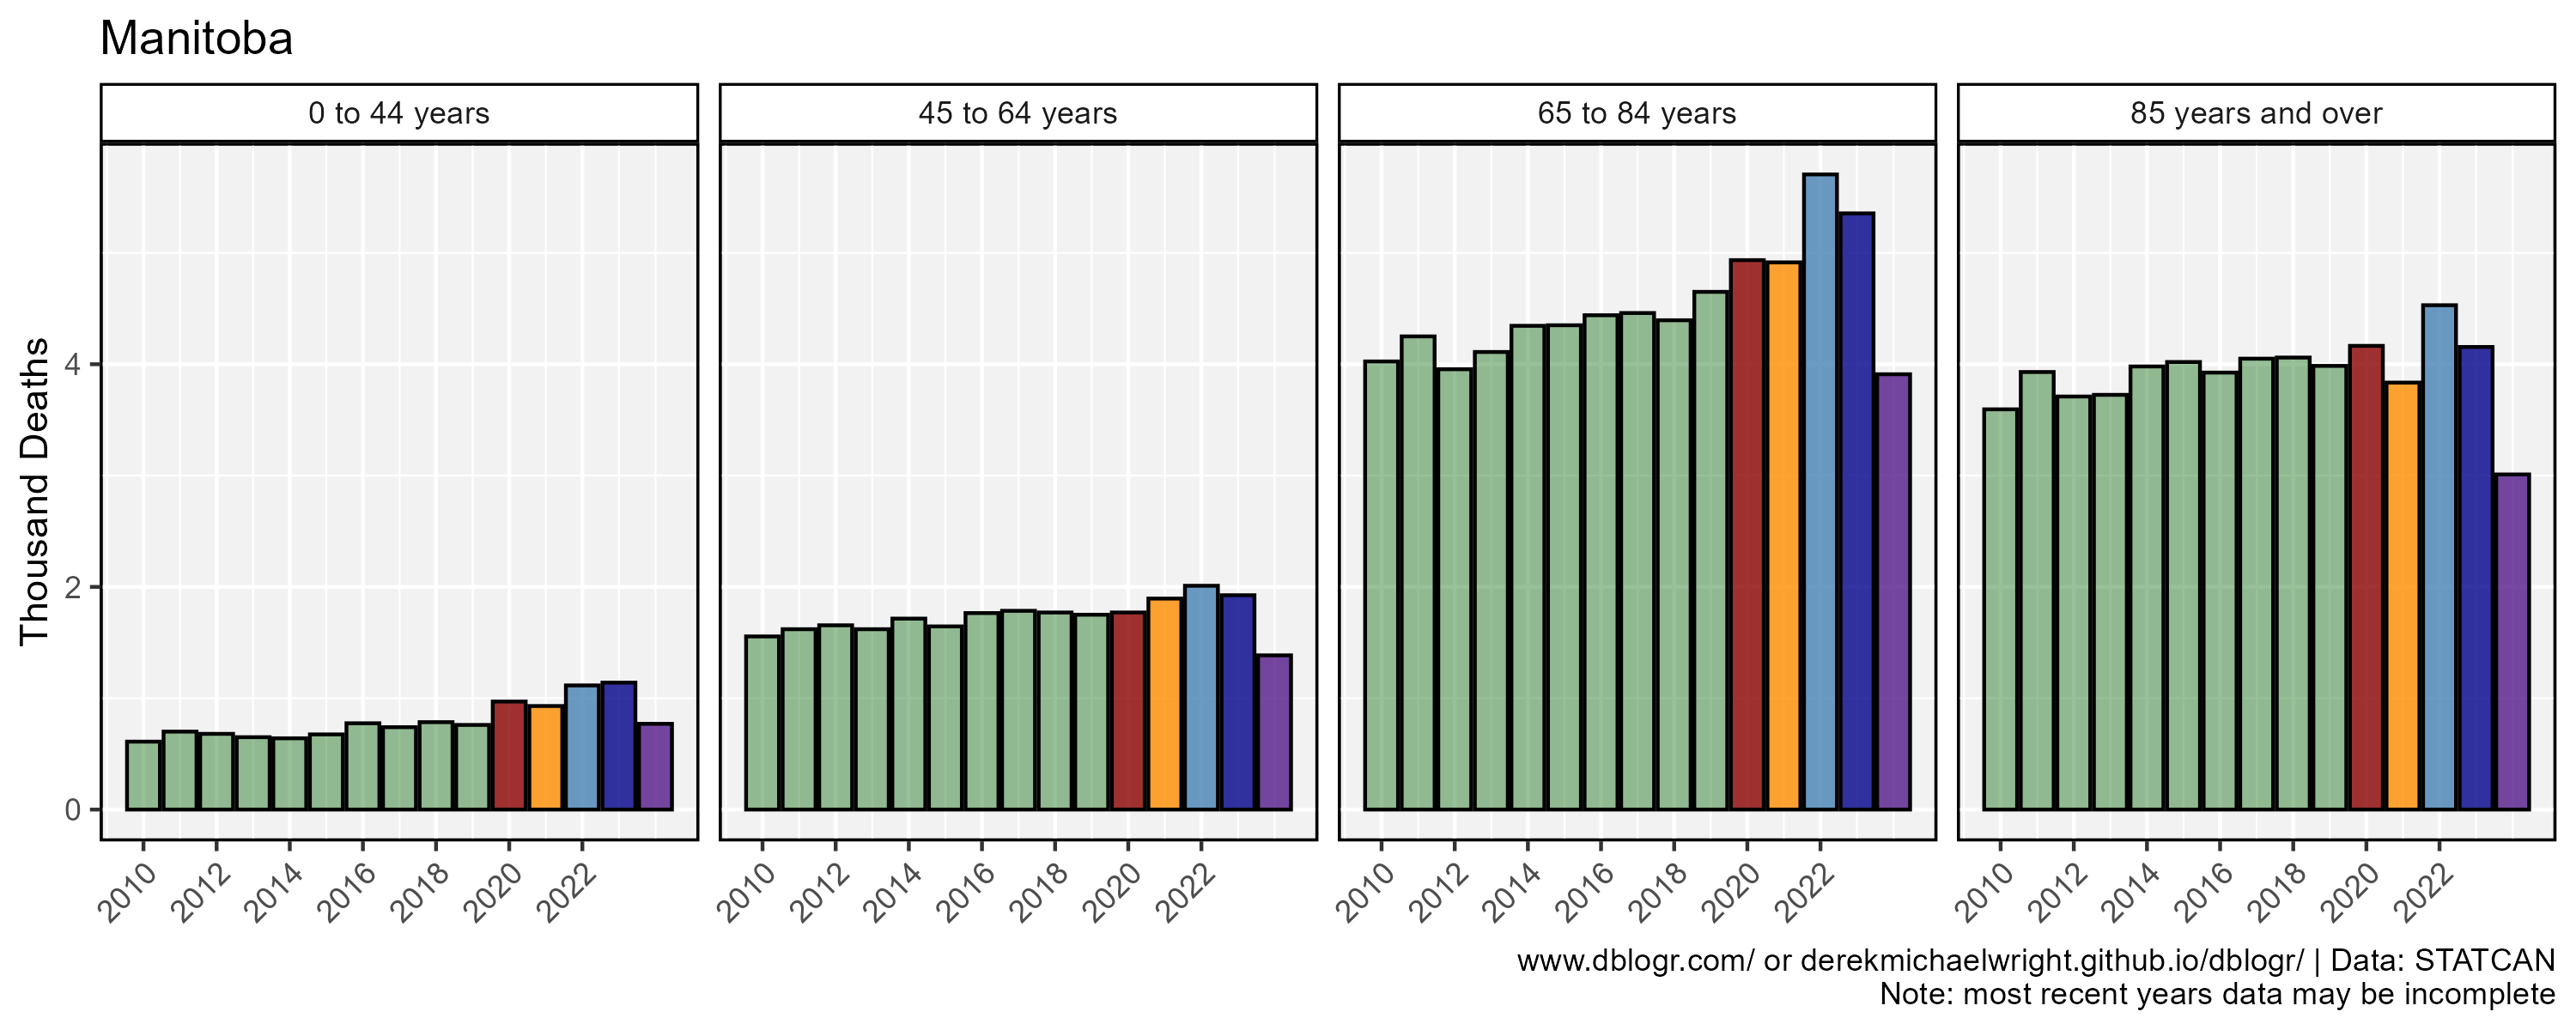 Manitoba
0 to 44 years
45 to 64 years
65 to 84 years
85 years and over
Thousand Deaths
4
2
0
2010 2012 2014 2016 2018 2020 2022
2010 2012 2014 2016 2018 2020 2022
2010 2012 2014 2016 2018 2020 2022
2010 2012 2014 2016 2018 2020 2022
www.dblogr.com/ or derekmichaelwright.github.io/dblogr/ | Data: STATCAN
Note: most recent years data may be incomplete